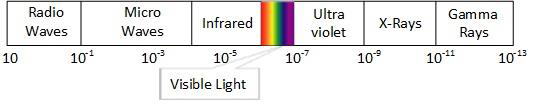 Radio Waves
Micro Waves
Infrared
Ultra violet
X-Rays
Gamma Rays
10 10⁻¹ 10⁻³ 10⁻⁵ 10⁻⁷ 10⁻⁹ 10⁻¹¹ 10⁻¹³
Visible Light